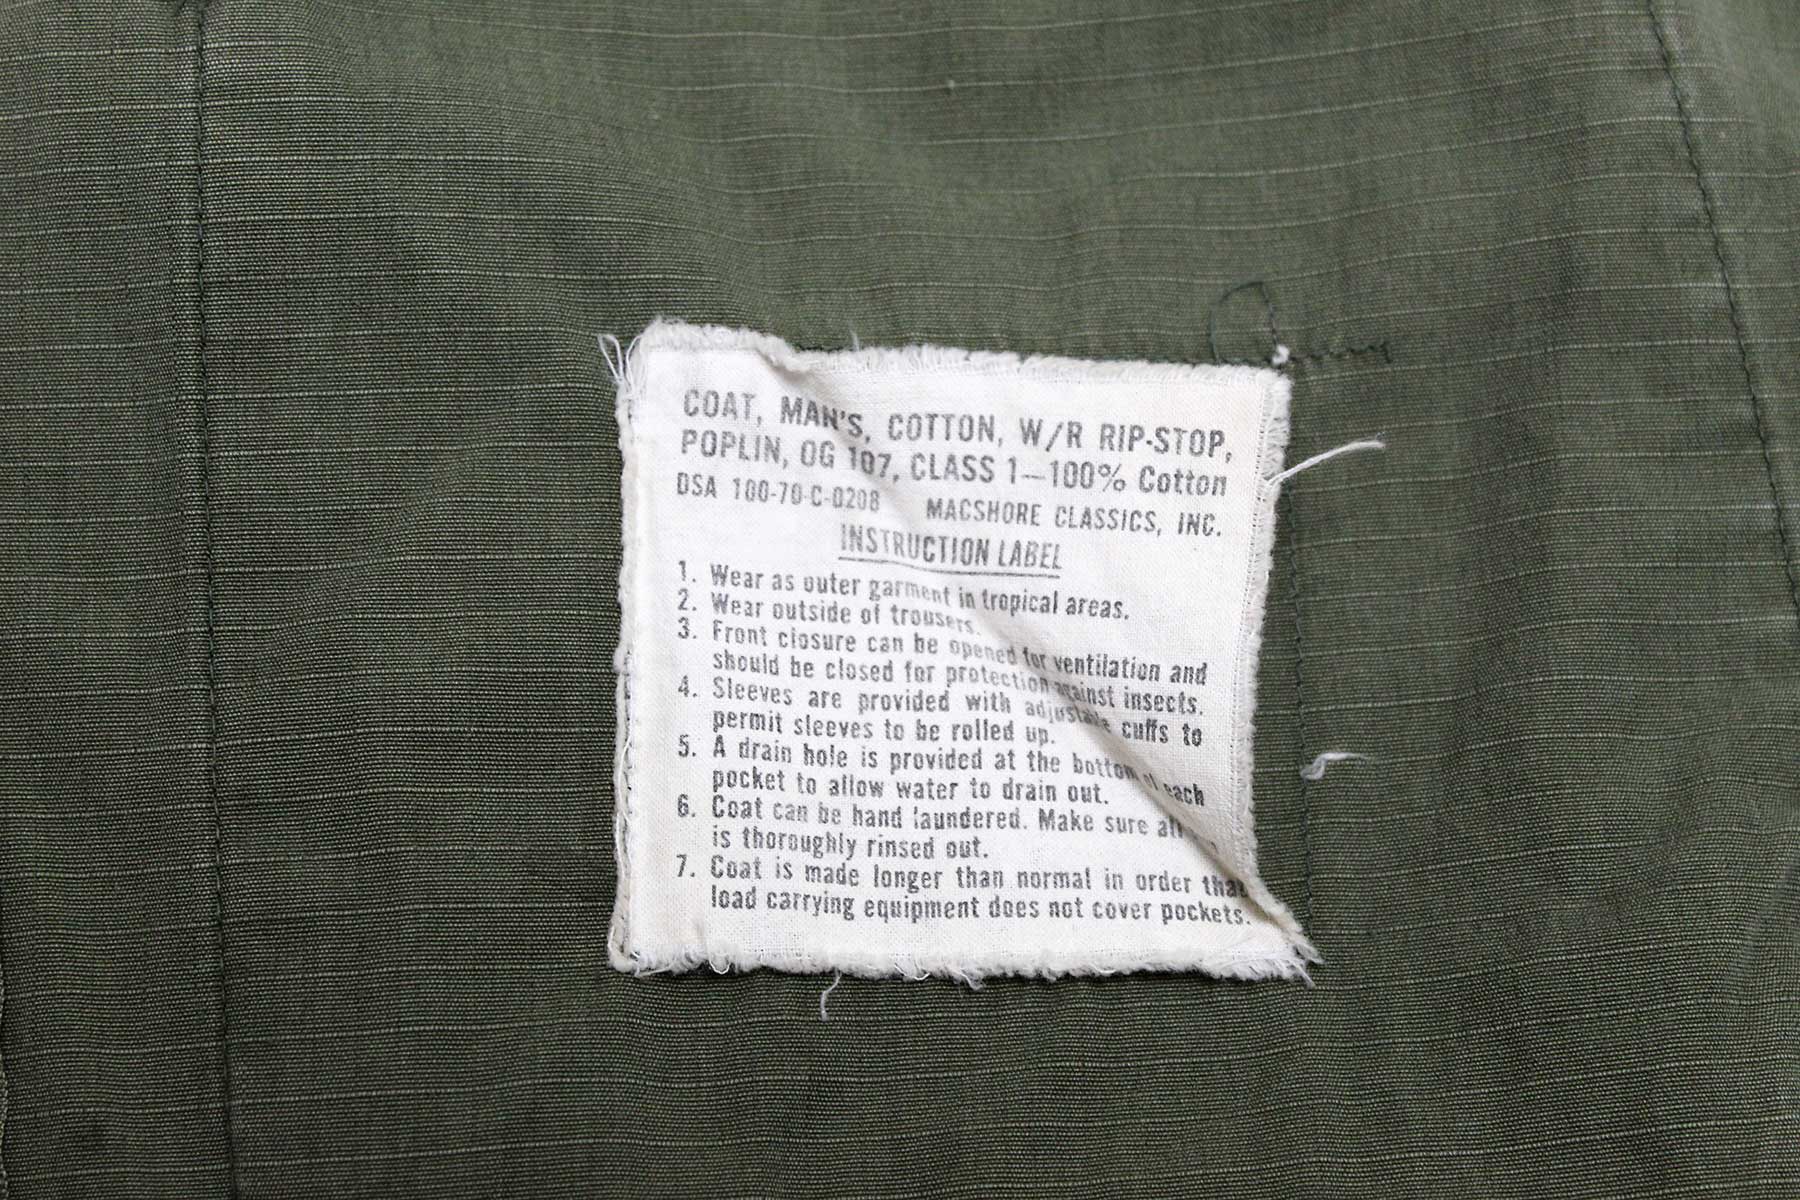 COAT, MAN'S, COTTON, W/R RIP-STOP,
POPLIN, OG 107, CLASS 1—100% Cotton
DSA 100-70-C-0208 MACSHORE CLASSICS, INC.
INSTRUCTION LABEL
1. Wear as outer garment in tropical areas.
2. Wear outside of trousers.
3. Front closure can be opened for ventilation and
should be closed for protection against insects.
4. Sleeves are provided with adjustable cuffs to
permit sleeves to be rolled up.
5. A drain hole is provided at the bottom of each
pocket to allow water to drain out.
6. Coat can be hand laundered. Make sure all
is thoroughly rinsed out.
7. Coat is made longer than normal in order that
load carrying equipment does not cover pockets.